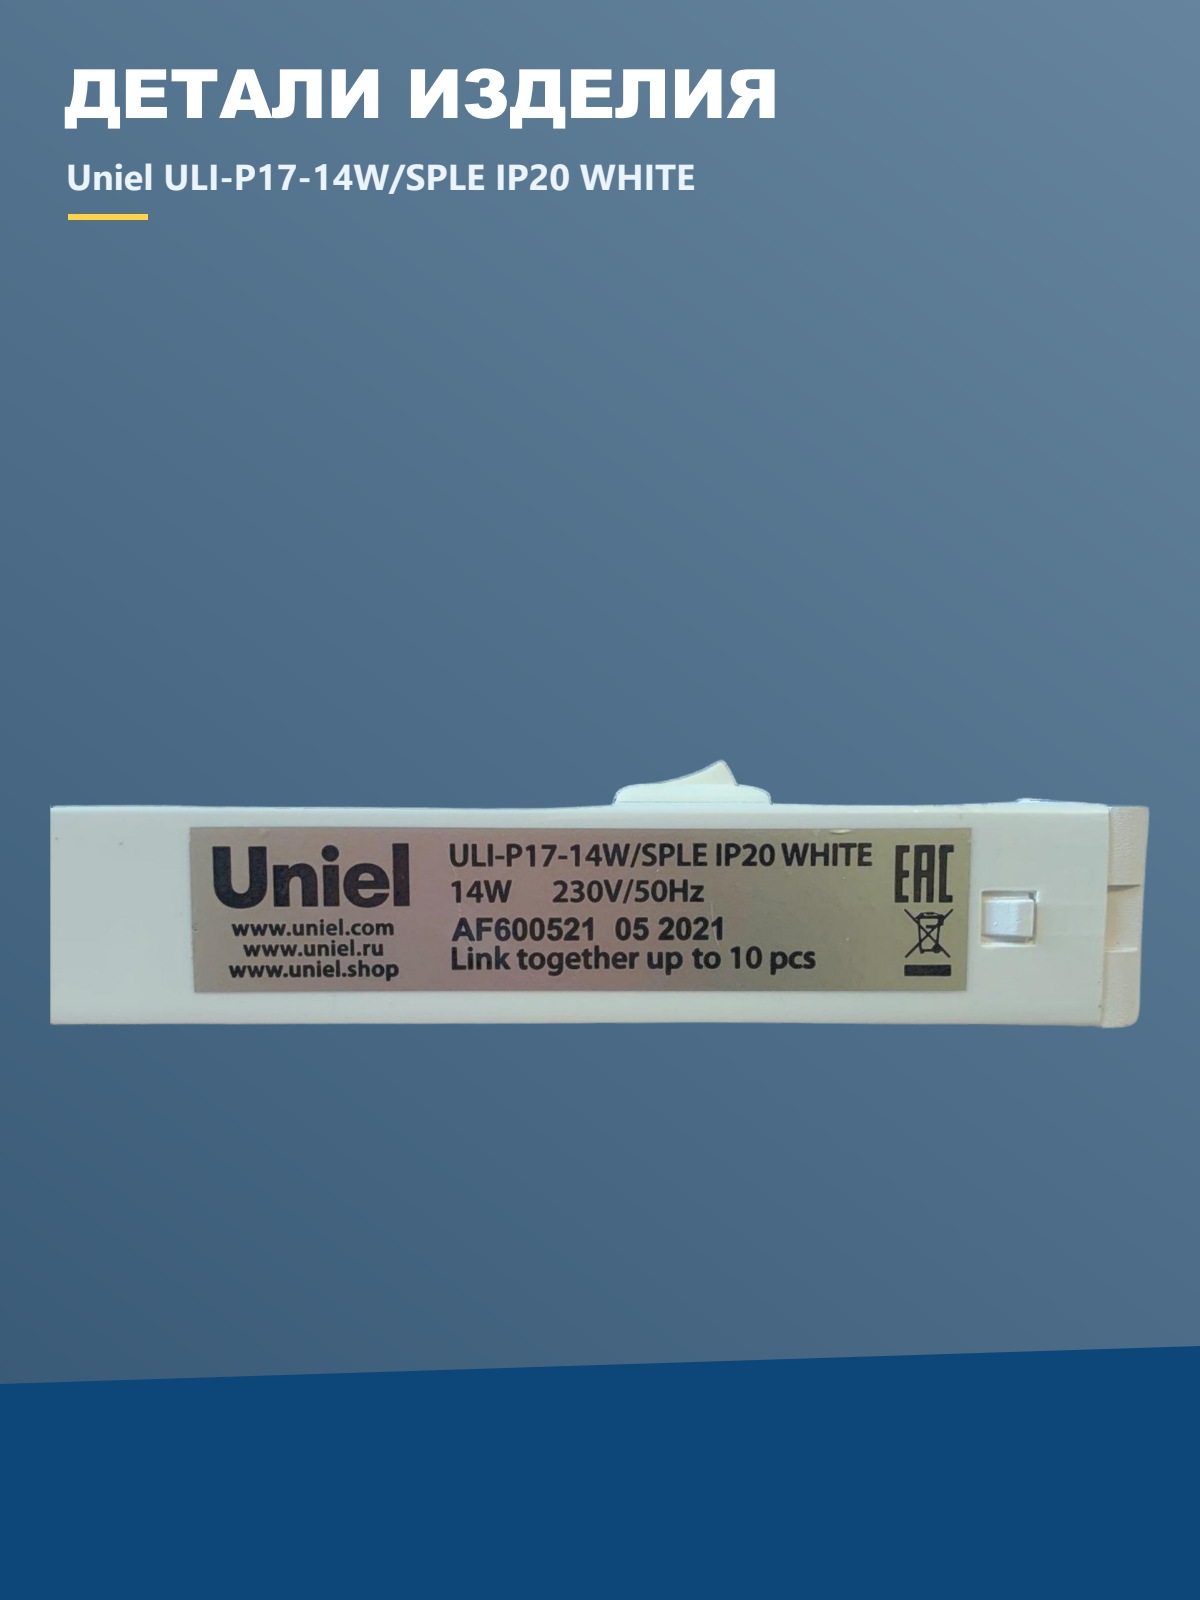 ДЕТАЛИ ИЗДЕЛИЯ
Uniel ULI-P17-14W/SPLE IP20 WHITE
Uniel
www.uniel.com
www.uniel.ru
www.uniel.shop
ULI-P17-14W/SPLE IP20 WHITE
14W 230V/50Hz
AF600521 05 2021
Link together up to 10 pcs
EAC